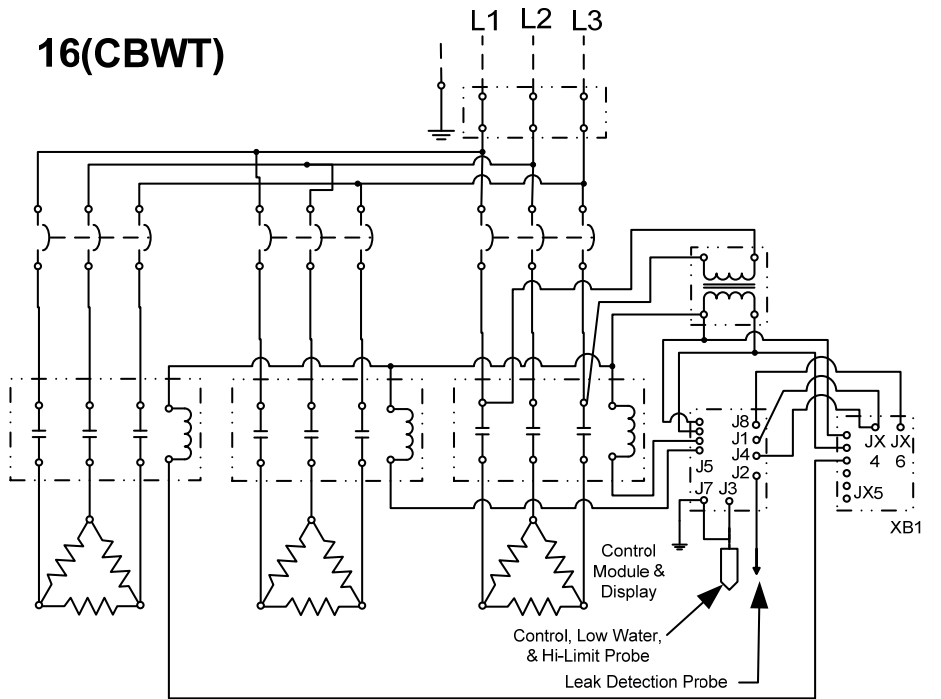 16(CBWT)
L1 L2 L3
J8
J1
J4
J5
J2
J7 J3
JX JX
4 6
JX5
XB1
Control
Module &
Display
Control, Low Water,
& Hi-Limit Probe
Leak Detection Probe